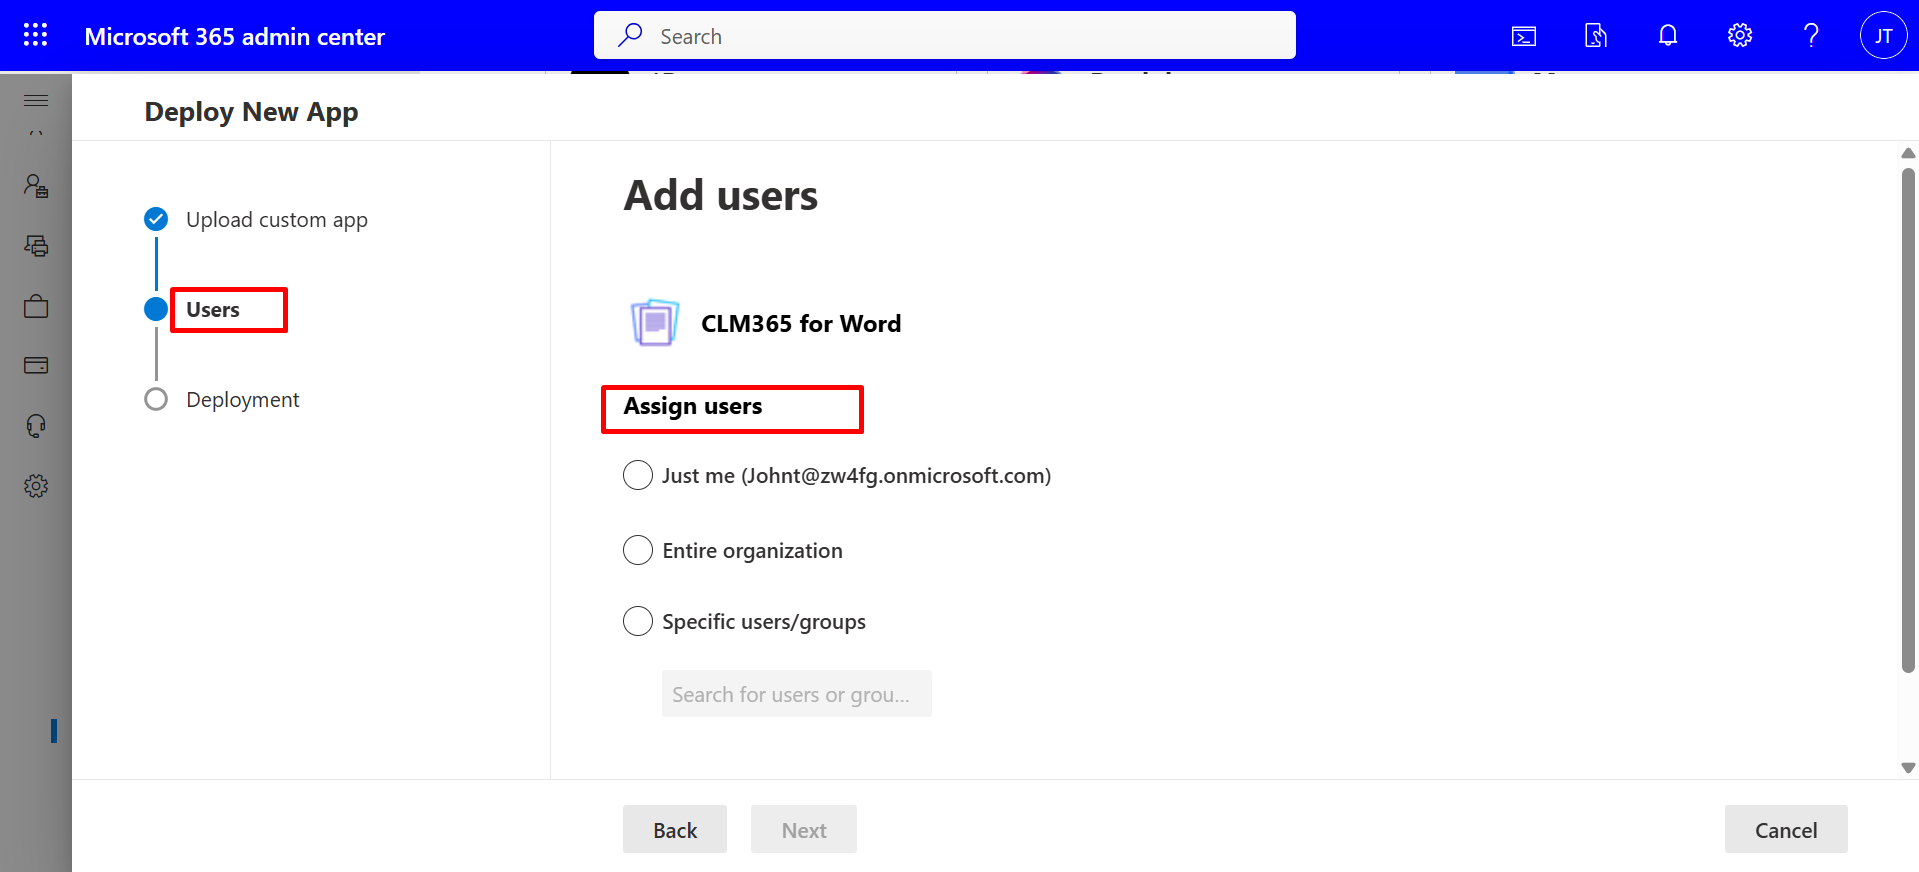 Microsoft 365 admin center
Search
JT
Deploy New App
Upload custom app
Users
Deployment
Add users
CLM365 for Word
Assign users
Just me (Johnt@zw4fg.onmicrosoft.com)
Entire organization
Specific users/groups
Search for users or grou...
Back
Next
Cancel